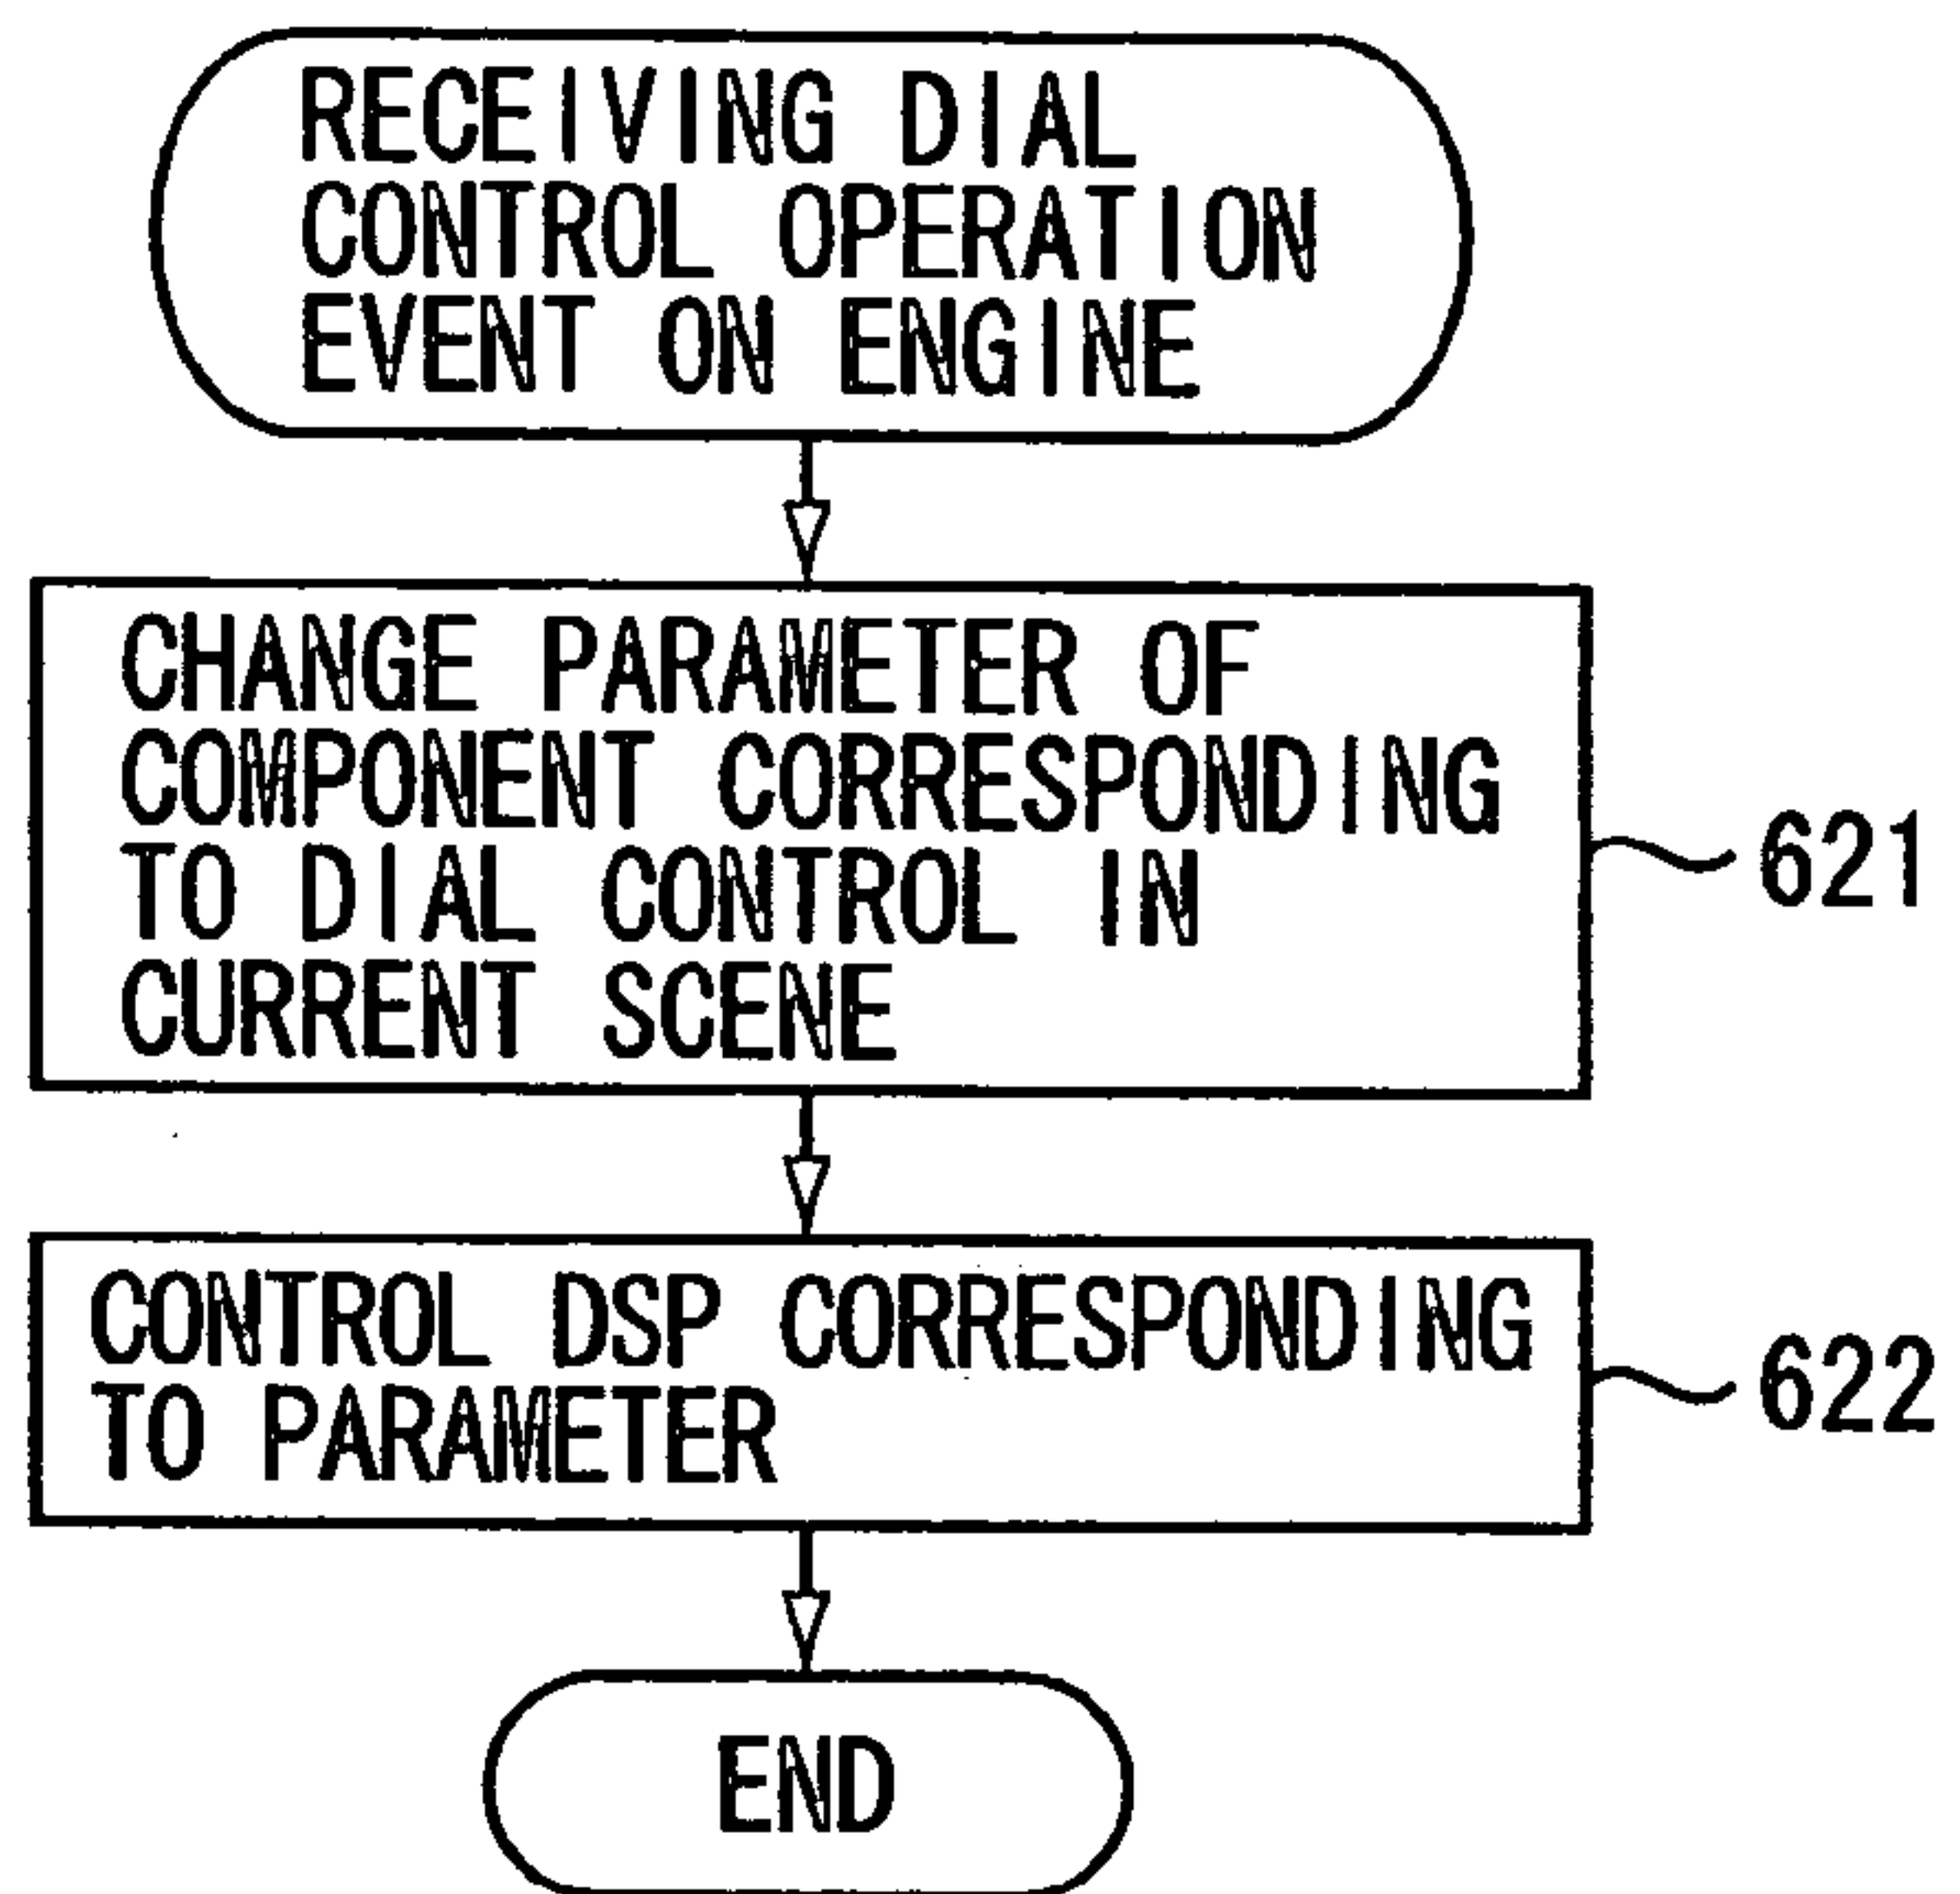 RECEIVING DIAL
CONTROL OPERATION
EVENT ON ENGINE
CHANGE PARAMETER OF
COMPONENT CORRESPONDING
TO DIAL CONTROL IN
CURRENT SCENE
621
CONTROL DSP CORRESPONDING
TO PARAMETER
622
END